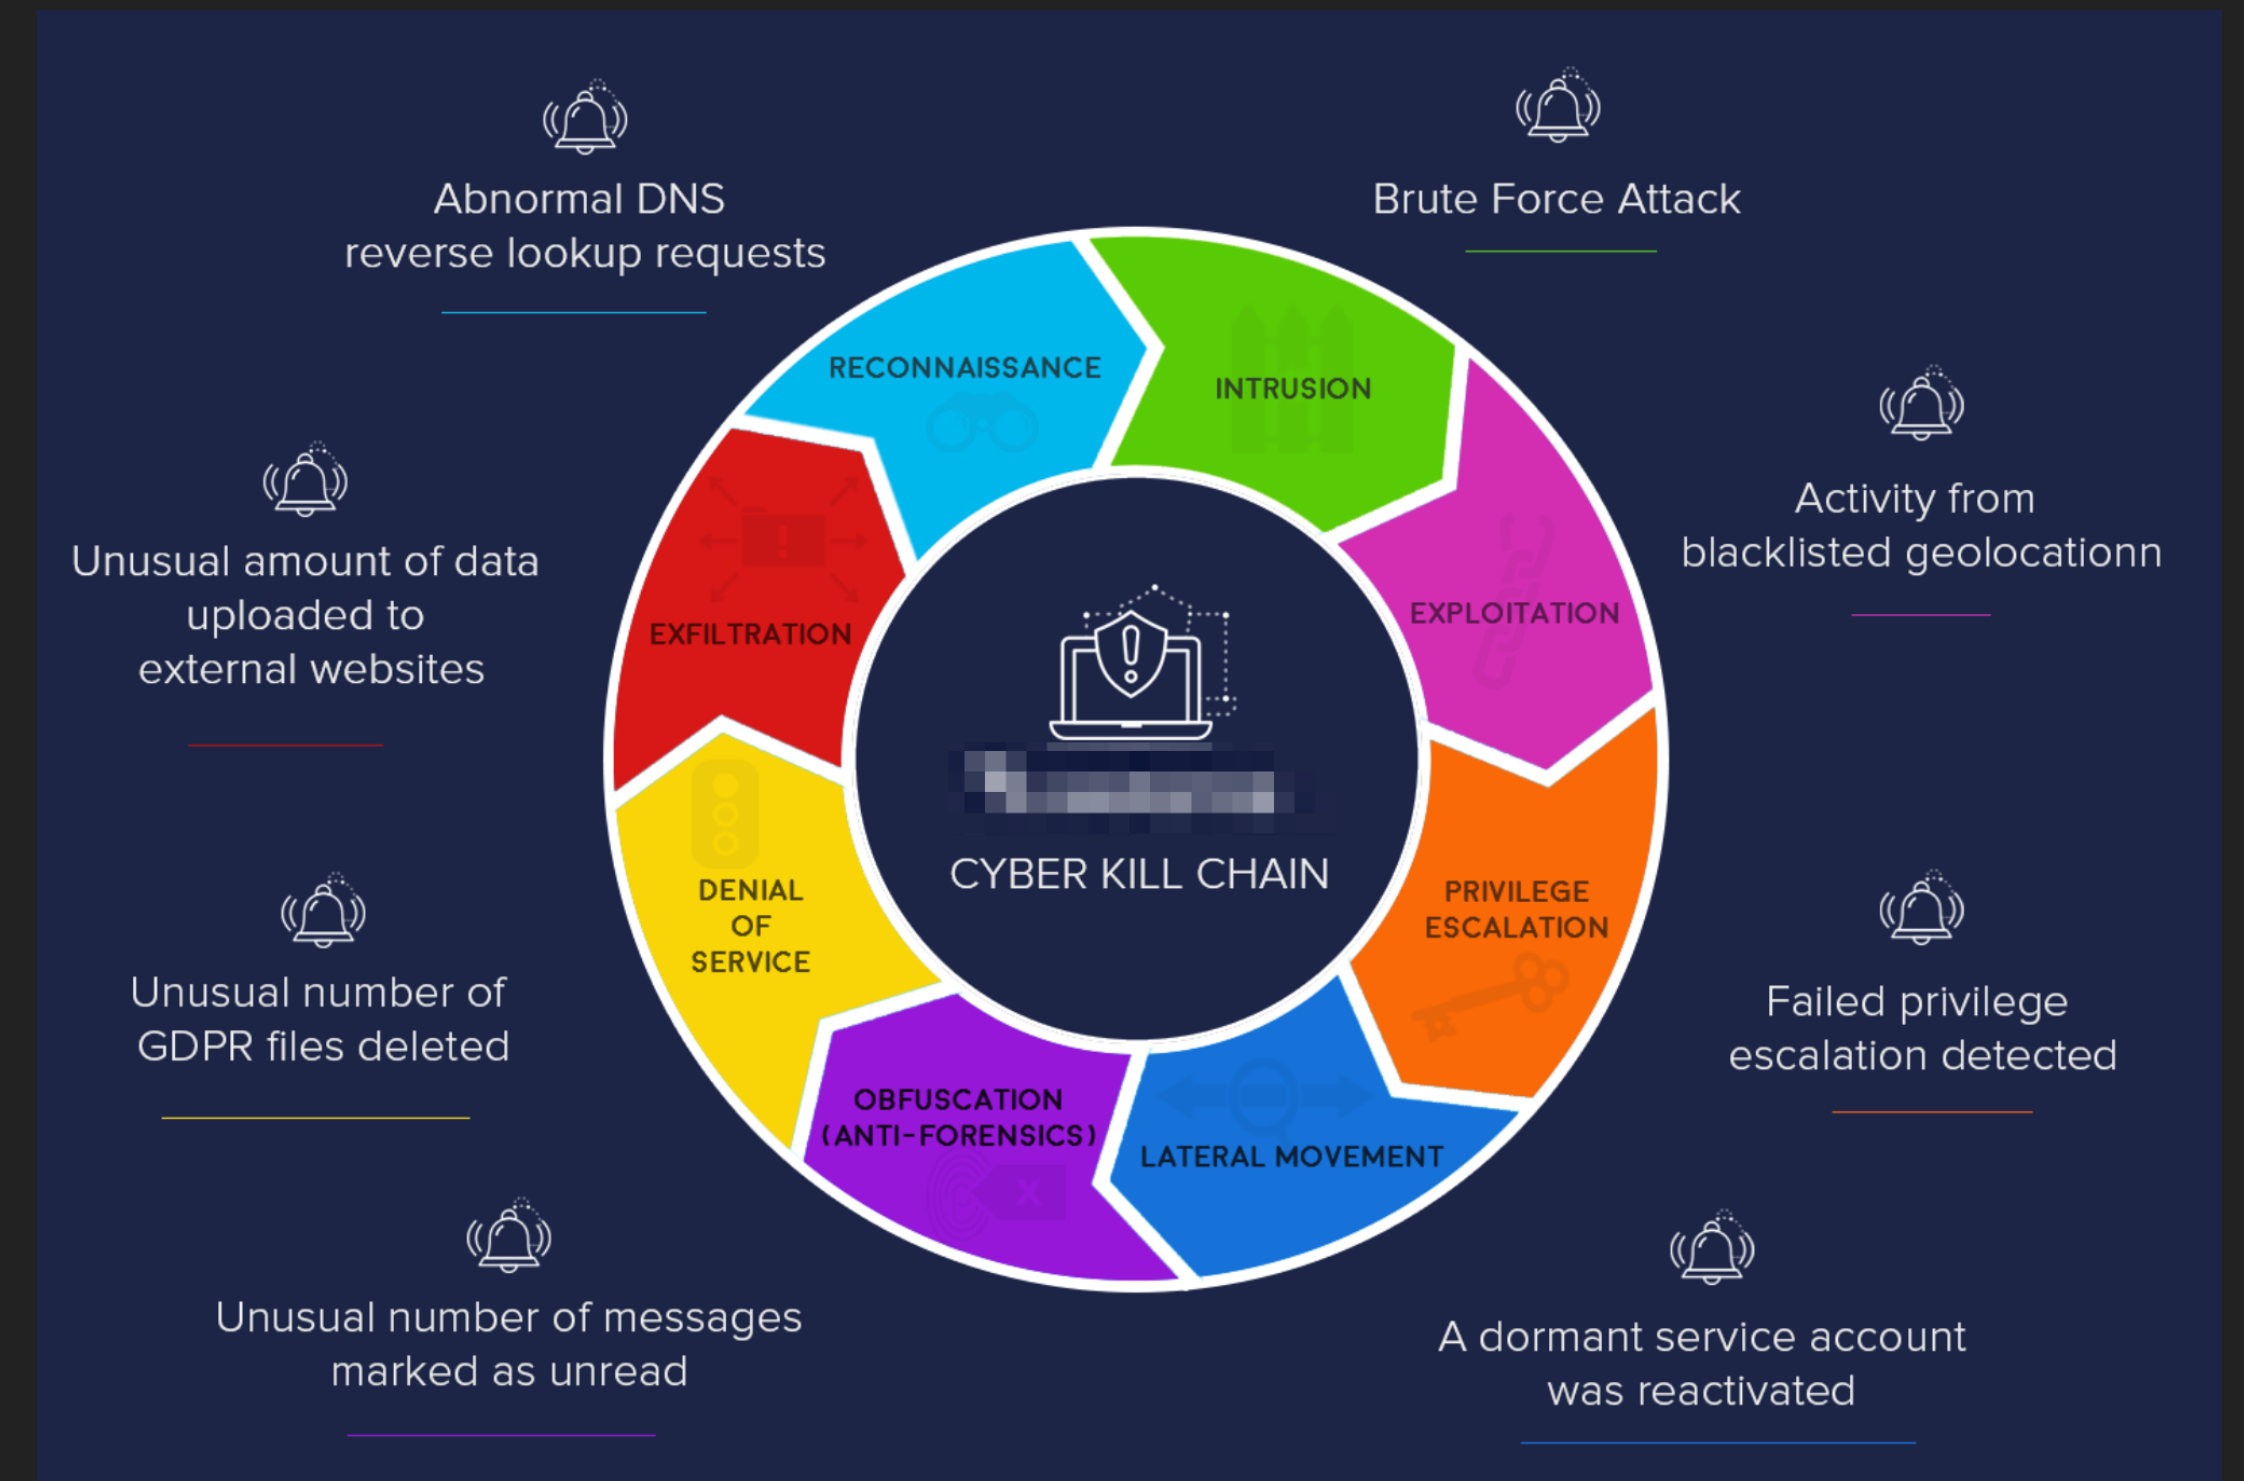 Abnormal DNS
reverse lookup requests
Brute Force Attack
RECONNAISSANCE
INTRUSION
Activity from
blacklisted geolocationn
Unusual amount of data
uploaded to
external websites
EXFILTRATION
!
EXPLOITATION
CYBER KILL CHAIN
DENIAL
OF
SERVICE
PRIVILEGE
ESCALATION
Unusual number of
GDPR files deleted
Failed privilege
escalation detected
OBFUSCATION
(ANTI-FORENSICS)
X
LATERAL MOVEMENT
Unusual number of messages
marked as unread
A dormant service account
was reactivated